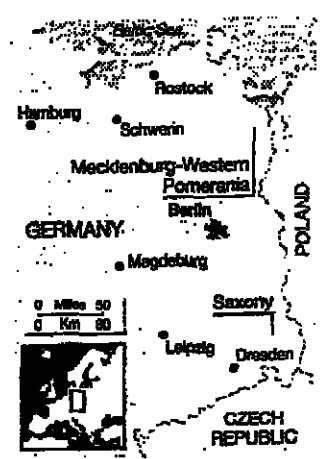 Baltic Sea
Rostock
Hamburg
Schwerin
Mecklenburg-Western
Pomerania
Berlin
POLAND
GERMANY
Magdeburg
0 Miles 50
0 Km 80
Saxony
Leipzig
Dresden
CZECH
REPUBLIC